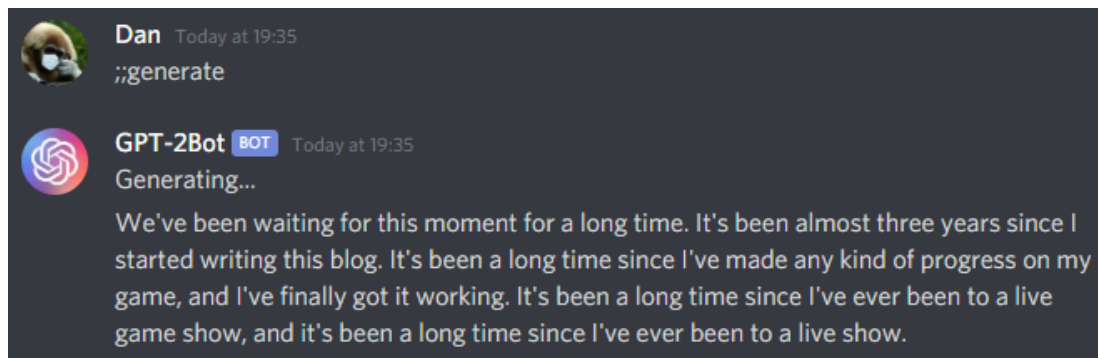 Dan Today at 19:35
;;generate
GPT-2Bot BOT Today at 19:35
Generating...
We've been waiting for this moment for a long time. It's been almost three years since I
started writing this blog. It's been a long time since I've made any kind of progress on my
game, and I've finally got it working. It's been a long time since I've ever been to a live
game show, and it's been a long time since I've ever been to a live show.